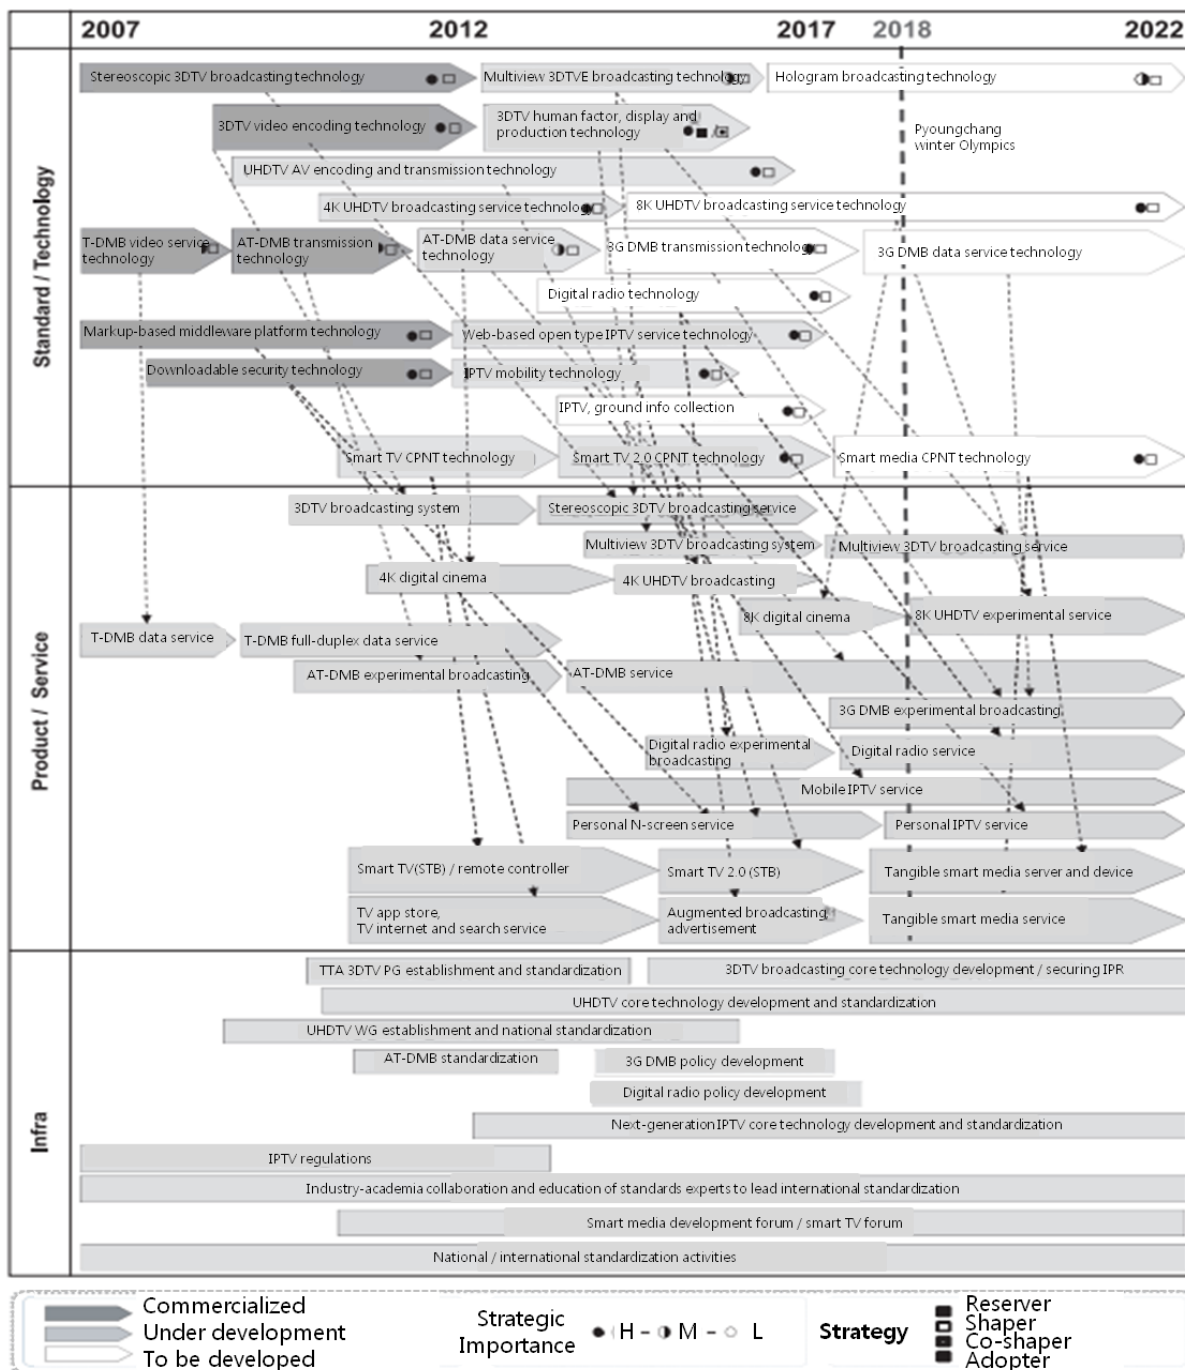 2007 2012 2017 2018 2022
Standard / Technology
Stereoscopic 3DTV broadcasting technology
Multiview 3DTVE broadcasting technology
Hologram broadcasting technology
3DTV video encoding technology
3DTV human factor, display and
production technology
Pyoungchang
winter Olympics
UHDTV AV encoding and transmission technology
4K UHDTV broadcasting service technology
8K UHDTV broadcasting service technology
T-DMB video service
technology
AT-DMB transmission
technology
AT-DMB data service
technology
3G DMB transmission technology
3G DMB data service technology
Digital radio technology
Markup-based middleware platform technology
Web-based open type IPTV service technology
Downloadable security technology
IPTV mobility technology
IPTV, ground info collection
Smart TV CPNT technology
Smart TV 2.0 CPNT technology
Smart media CPNT technology
Product / Service
3DTV broadcasting system
Stereoscopic 3DTV broadcasting service
Multiview 3DTV broadcasting system
Multiview 3DTV broadcasting service
4K digital cinema
4K UHDTV broadcasting
8K digital cinema
8K UHDTV experimental service
T-DMB data service
T-DMB full-duplex data service
AT-DMB experimental broadcasting
AT-DMB service
3G DMB experimental broadcasting
Digital radio experimental
broadcasting
Digital radio service
Mobile IPTV service
Personal N-screen service
Personal IPTV service
Smart TV(STB) / remote controller
Smart TV 2.0 (STB)
Tangible smart media server and device
TV app store,
TV internet and search service
Augmented broadcasting
advertisement
Tangible smart media service
Infra
TTA 3DTV PG establishment and standardization
3DTV broadcasting core technology development / securing IPR
UHDTV core technology development and standardization
UHDTV WG establishment and national standardization
AT-DMB standardization
3G DMB policy development
Digital radio policy development
Next-generation IPTV core technology development and standardization
IPTV regulations
Industry-academia collaboration and education of standards experts to lead international standardization
Smart media development forum / smart TV forum
National / international standardization activities
Commercialized
Under development
To be developed
Strategic
Importance
H – M – L
Strategy
Reserver
Shaper
Co-shaper
Adopter